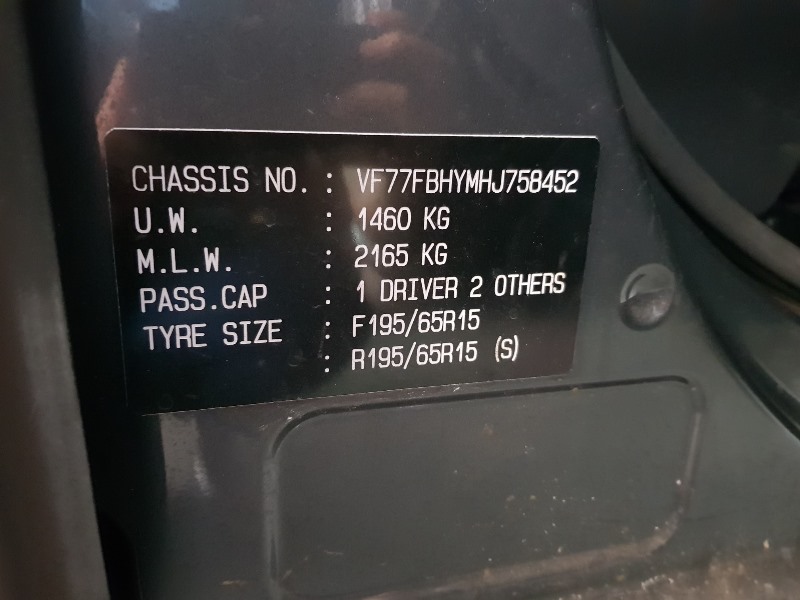 CHASSIS NO. : VF77FBHYMHJ758452
U.W. : 1460 KG
M.L.W. : 2165 KG
PASS.CAP : 1 DRIVER 2 OTHERS
TYRE SIZE : F195/65R15
: R195/65R15 (S)